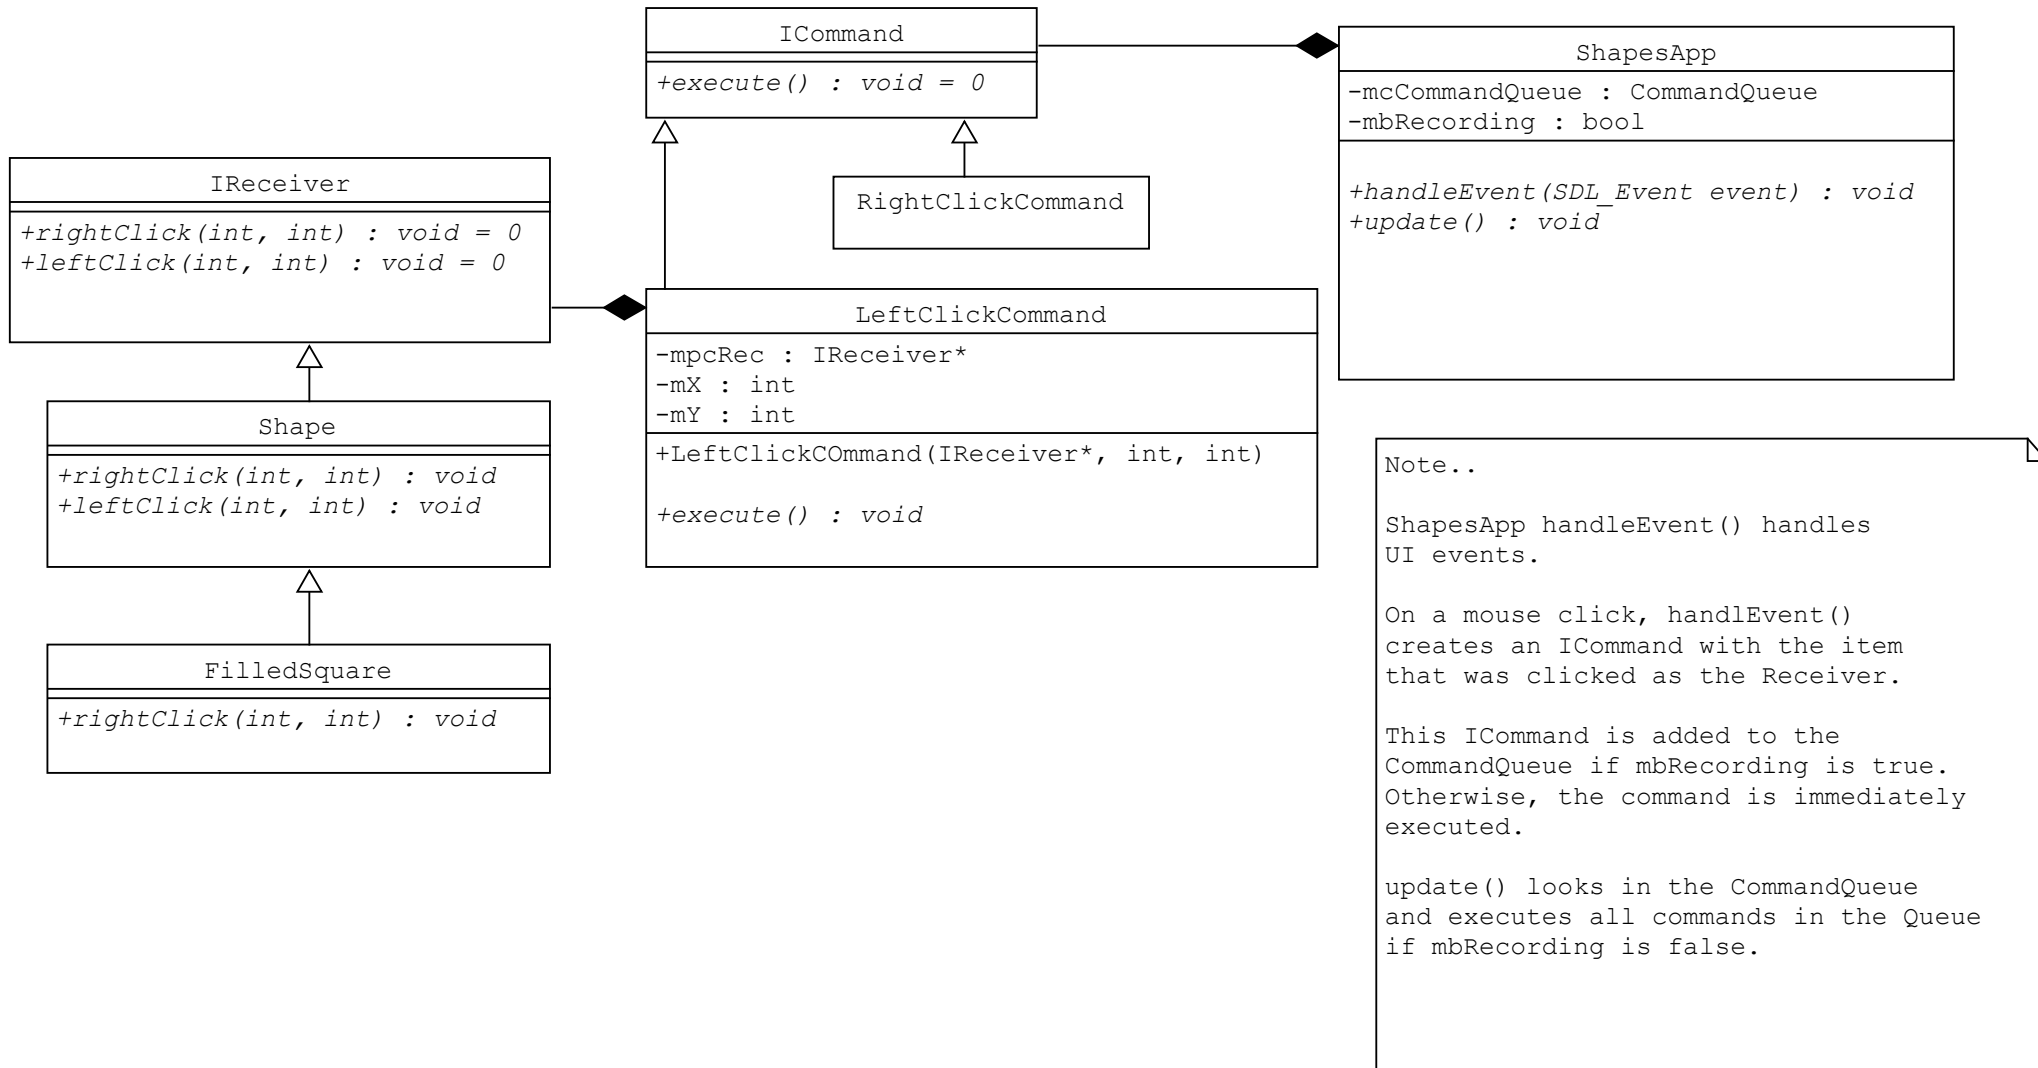 ICommand
+execute() : void = 0
ShapesApp
-mcCommandQueue : CommandQueue
-mbRecording : bool
+handleEvent(SDL_Event event) : void
+update() : void
IReceiver
+rightClick(int, int) : void = 0
+leftClick(int, int) : void = 0
RightClickCommand
LeftClickCommand
-mpcRec : IReceiver*
-mX : int
-mY : int
+LeftClickCOmmand(IReceiver*, int, int)
+execute() : void
Shape
+rightClick(int, int) : void
+leftClick(int, int) : void
FilledSquare
+rightClick(int, int) : void
Note..
ShapesApp handleEvent() handles
UI events.
On a mouse click, handlEvent()
creates an ICommand with the item
that was clicked as the Receiver.
This ICommand is added to the
CommandQueue if mbRecording is true.
Otherwise, the command is immediately
executed.
update() looks in the CommandQueue
and executes all commands in the Queue
if mbRecording is false.